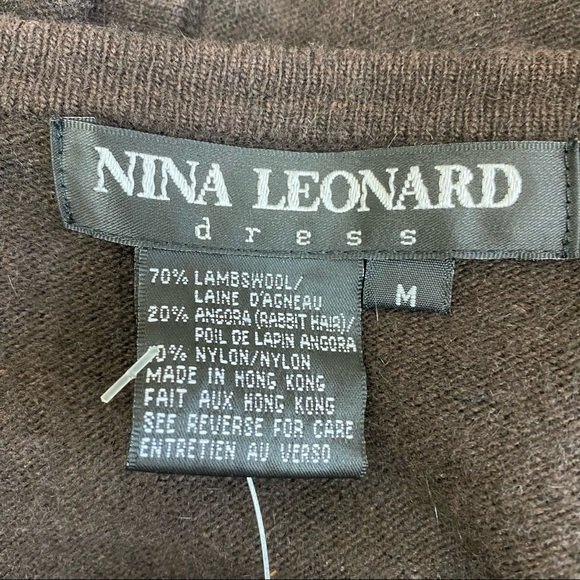 NINA LEONARD
dress
M
70% LAMBSWOOL/
LAINE D'AGNEAU
20% ANGORA (RABBIT HAIR)/
POIL DE LAPIN ANGORA
NYLON/NYLON
MADE IN HONG KONG
FAIT AUX HONG KONG
SEE REVERSE FOR CARE
ENTRETIEN AU VERSO